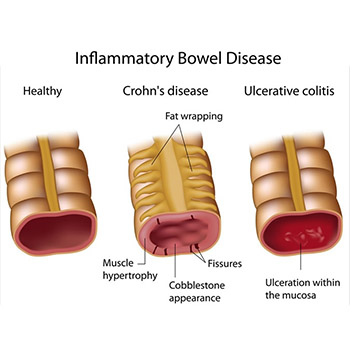 Inflammatory Bowel Disease
Healthy
Crohn's disease
Ulcerative colitis
Fat wrapping
Muscle
hypertrophy
Fissures
Cobblestone
appearance
Ulceration within
the mucosa